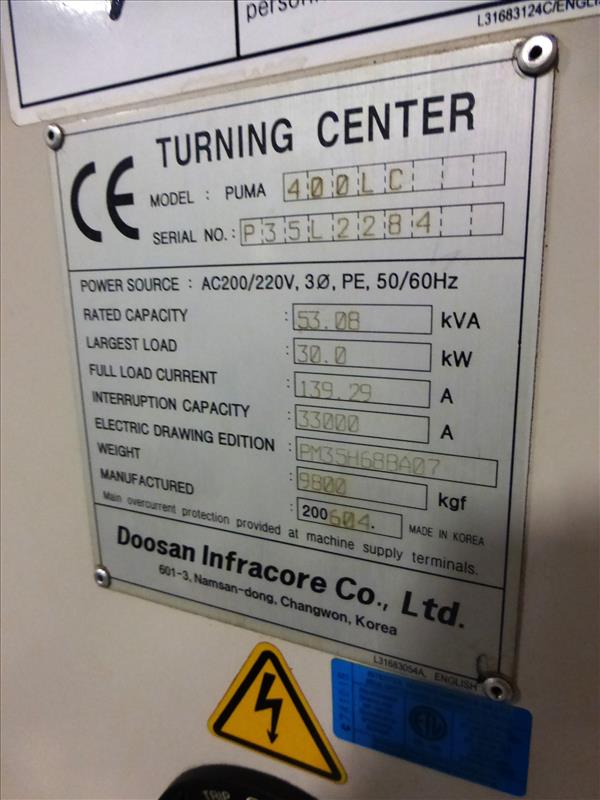 L31683124C/ENGLI
CE
TURNING CENTER
MODEL : PUMA 400LC
SERIAL NO. : P35L2284
POWER SOURCE : AC200/220V, 3Ø, PE, 50/60Hz
RATED CAPACITY : 53.08 kVA
LARGEST LOAD : 30.0 kW
FULL LOAD CURRENT : 139.29 A
INTERRUPTION CAPACITY : 33000 A
ELECTRIC DRAWING EDITION : PM35H68BA07
WEIGHT : 9800 kgf
MANUFACTURED : 200604. MADE IN KOREA
Main overcurrent protection provided at machine supply terminals.
Doosan Infracore Co., Ltd.
601-3, Namsan-dong, Changwon, Korea
L31683054A, ENGLISH
TRIP